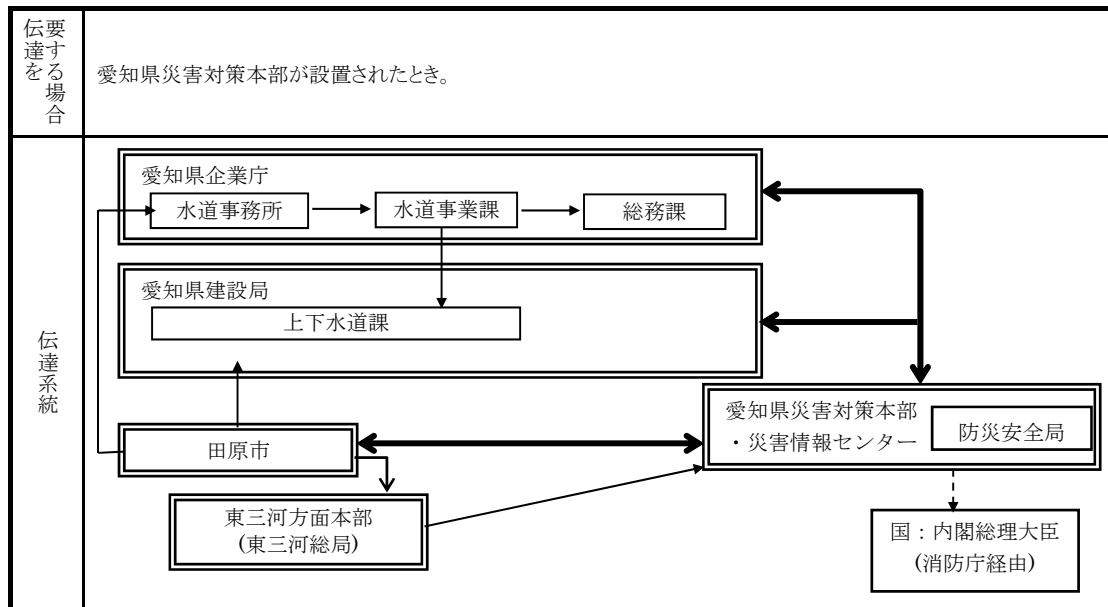 伝達を
要する場合
愛知県災害対策本部が設置されたとき。
伝達系統
愛知県企業庁
水道事務所
水道事業課
総務課
愛知県建設局
上下水道課
愛知県災害対策本部
・災害情報センター
防災安全局
田原市
東三河方面本部
(東三河総局)
国：内閣総理大臣
(消防庁経由)